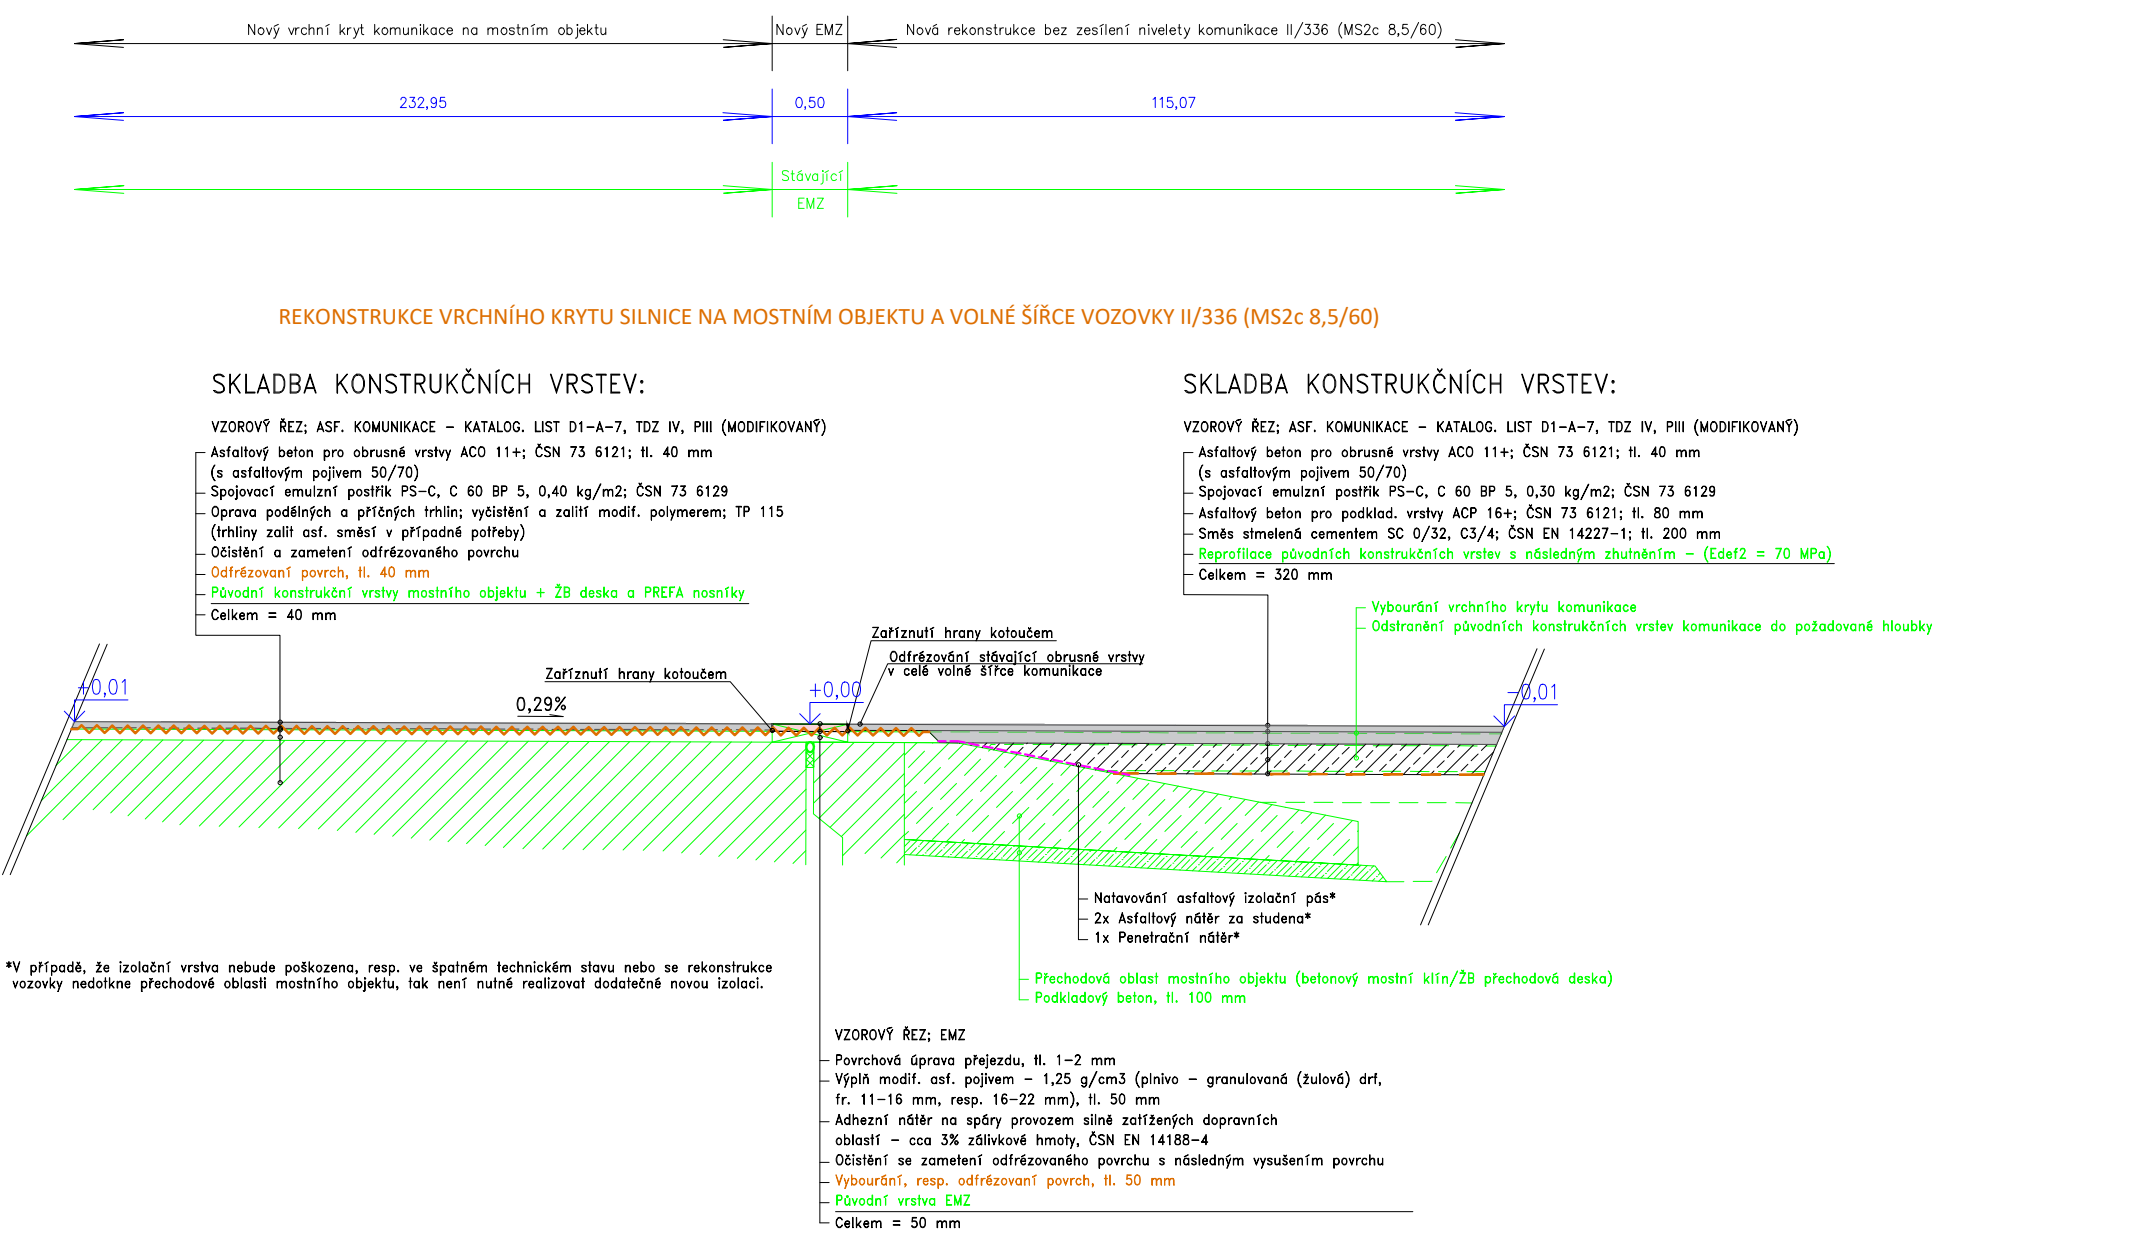 Nový vrchní kryt komunikace na mostním objektu
Nový EMZ
Nová rekonstrukce bez zesílení nivelety komunikace II/336 (MS2c 8,5/60)
232,95
0,50
115,07
Stávající
EMZ
REKONSTRUKCE VRCHNÍHO KRYTU SILNICE NA MOSTNÍM OBJEKTU A VOLNÉ ŠÍŘCE VOZOVKY II/336 (MS2c 8,5/60)
SKLADBA KONSTRUKČNÍCH VRSTEV:
VZOROVÝ ŘEZ; ASF. KOMUNIKACE – KATALOG. LIST D1–A–7, TDZ IV, PIII (MODIFIKOVANÝ)
Asfaltový beton pro obrusné vrstvy ACO 11+; ČSN 73 6121; tl. 40 mm
(s asfaltovým pojivem 50/70)
Spojovací emulzní postřik PS–C, C 60 BP 5, 0,40 kg/m2; ČSN 73 6129
Oprava podélných a příčných trhlin; vyčistění a zalití modif. polymerem; TP 115
(trhliny zalit asf. směsí v případné potřeby)
Očistění a zametení odfrézovaného povrchu
Odfrézovaní povrch, tl. 40 mm
Původní konstrukční vrstvy mostního objektu + ŽB deska a PREFA nosníky
Celkem = 40 mm
SKLADBA KONSTRUKČNÍCH VRSTEV:
VZOROVÝ ŘEZ; ASF. KOMUNIKACE – KATALOG. LIST D1–A–7, TDZ IV, PIII (MODIFIKOVANÝ)
Asfaltový beton pro obrusné vrstvy ACO 11+; ČSN 73 6121; tl. 40 mm
(s asfaltovým pojivem 50/70)
Spojovací emulzní postřik PS–C, C 60 BP 5, 0,30 kg/m2; ČSN 73 6129
Asfaltový beton pro podklad. vrstvy ACP 16+; ČSN 73 6121; tl. 80 mm
Směs stmelená cementem SC 0/32, C3/4; ČSN EN 14227–1; tl. 200 mm
Reprofilace původních konstrukčních vrstev s následným zhutněním – (Edef2 = 70 MPa)
Celkem = 320 mm
Vybourání vrchního krytu komunikace
Odstranění původních konstrukčních vrstev komunikace do požadované hloubky
Zaříznutí hrany kotoučem
Odfrézování stávající obrusné vrstvy
v celé volné šířce komunikace
Zaříznutí hrany kotoučem
+0,01
0,29%
+0,00
–0,01
Natavování asfaltový izolační pás*
2x Asfaltový nátěr za studena*
1x Penetrační nátěr*
*V případě, že izolační vrstva nebude poškozena, resp. ve špatném technickém stavu nebo se rekonstrukce
vozovky nedotkne přechodové oblasti mostního objektu, tak není nutné realizovat dodatečné novou izolaci.
Přechodová oblast mostního objektu (betonový mostní klín/ŽB přechodová deska)
Podkladový beton, tl. 100 mm
VZOROVÝ ŘEZ; EMZ
Povrchová úprava přejezdu, tl. 1–2 mm
Výplň modif. asf. pojivem – 1,25 g/cm3 (plnivo – granulovaná (žulová) drť,
fr. 11–16 mm, resp. 16–22 mm), tl. 50 mm
Adhezní nátěr na spáry provozem silně zatížených dopravních
oblastí – cca 3% zálivkové hmoty, ČSN EN 14188–4
Očistění se zametení odfrézovaného povrchu s následným vysušením povrchu
Vybourání, resp. odfrézovaní povrch, tl. 50 mm
Původní vrstva EMZ
Celkem = 50 mm